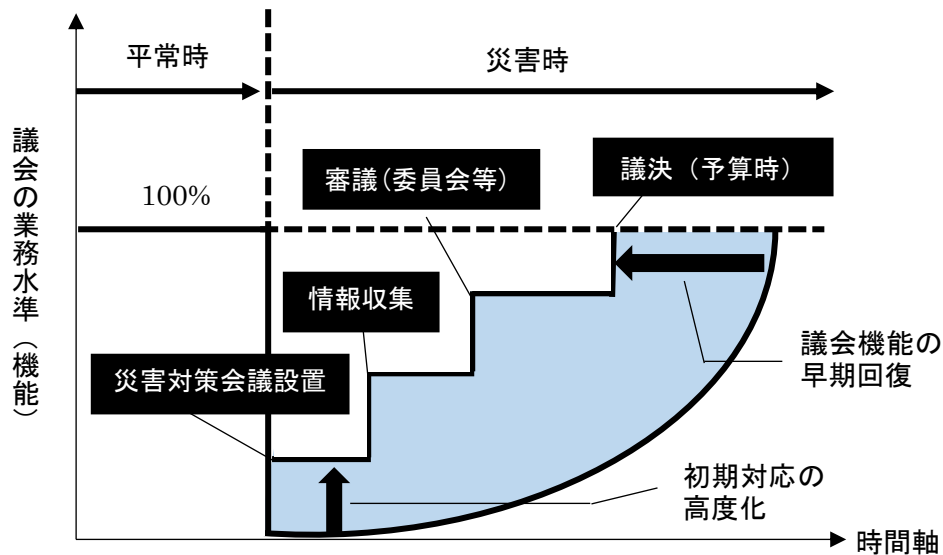 平常時
災害時
議会の業務水準（機能）
100%
審議（委員会等）
議決（予算時）
情報収集
災害対策会議設置
議会機能の
早期回復
初期対応の
高度化
時間軸